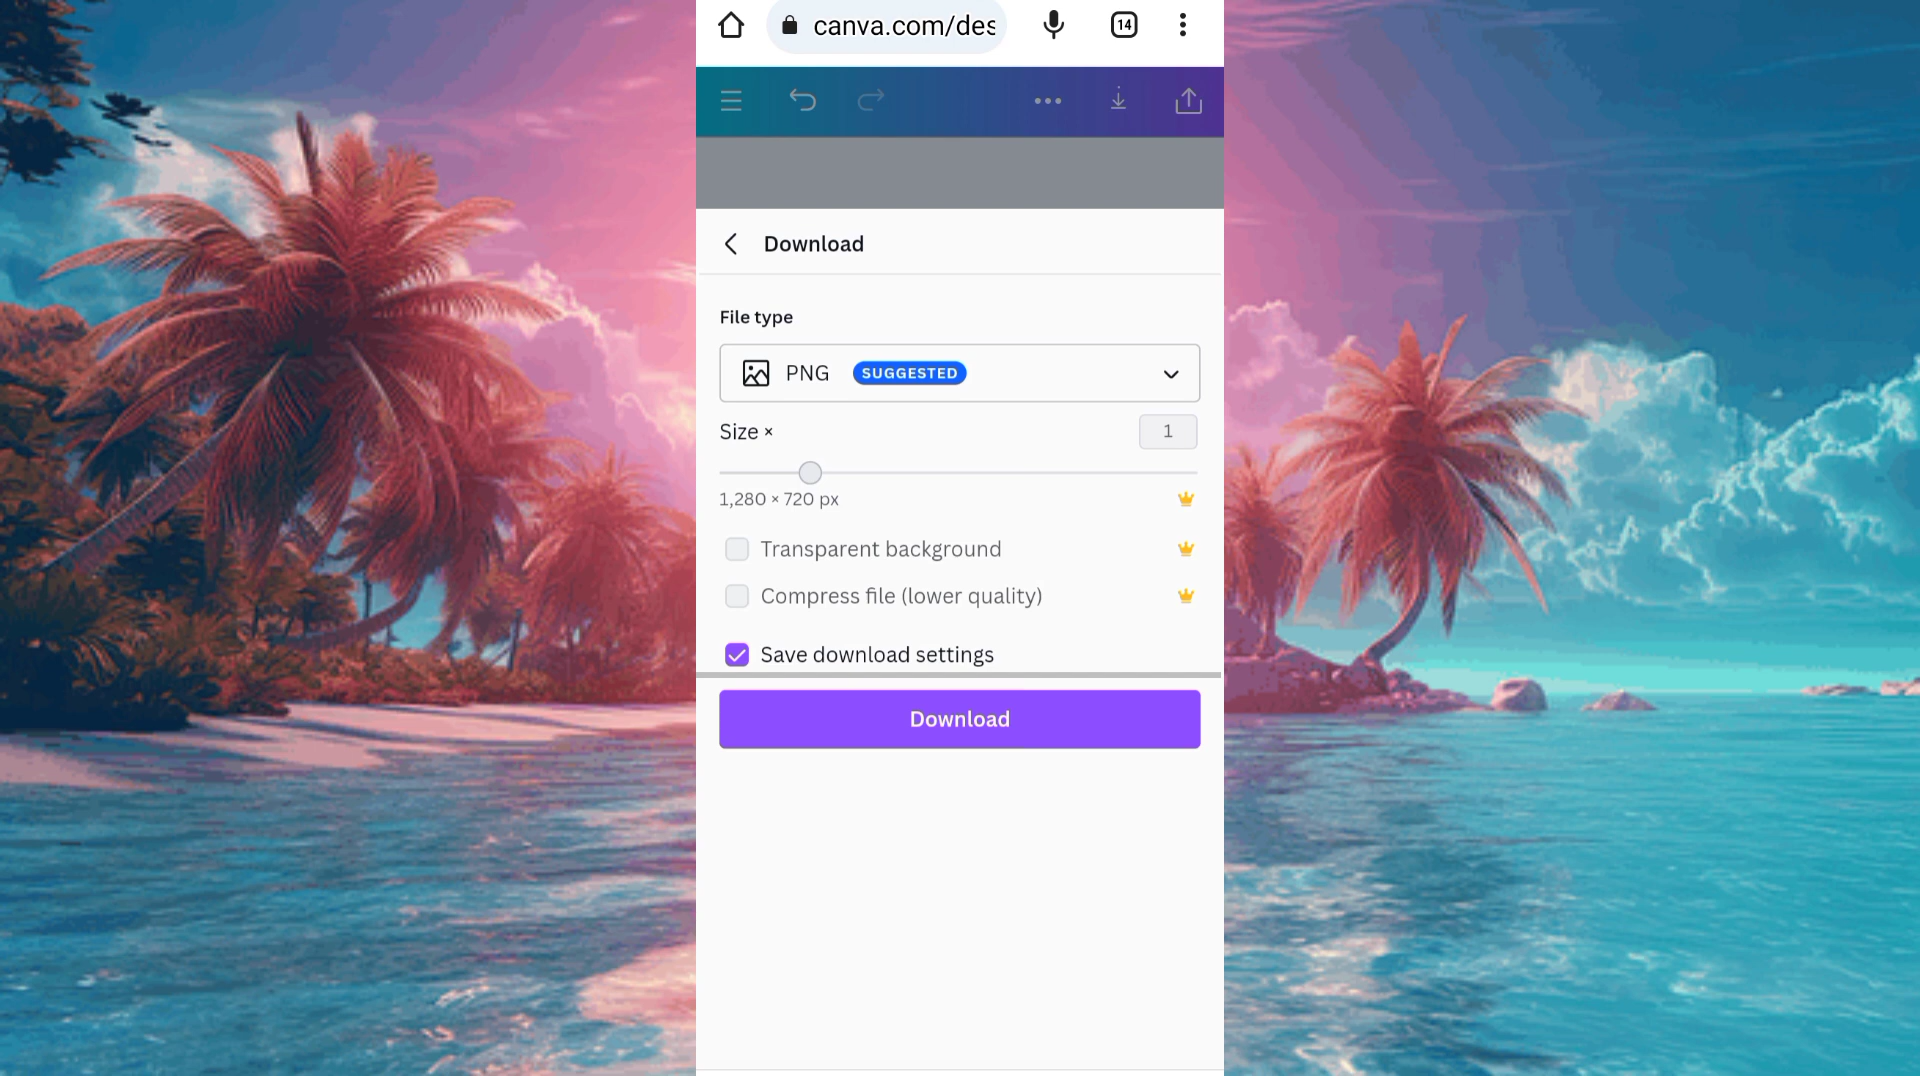 canva.com/des
14
Download
File type
PNG SUGGESTED
Size × 1
1,280 × 720 px
Transparent background
Compress file (lower quality)
Save download settings
Download